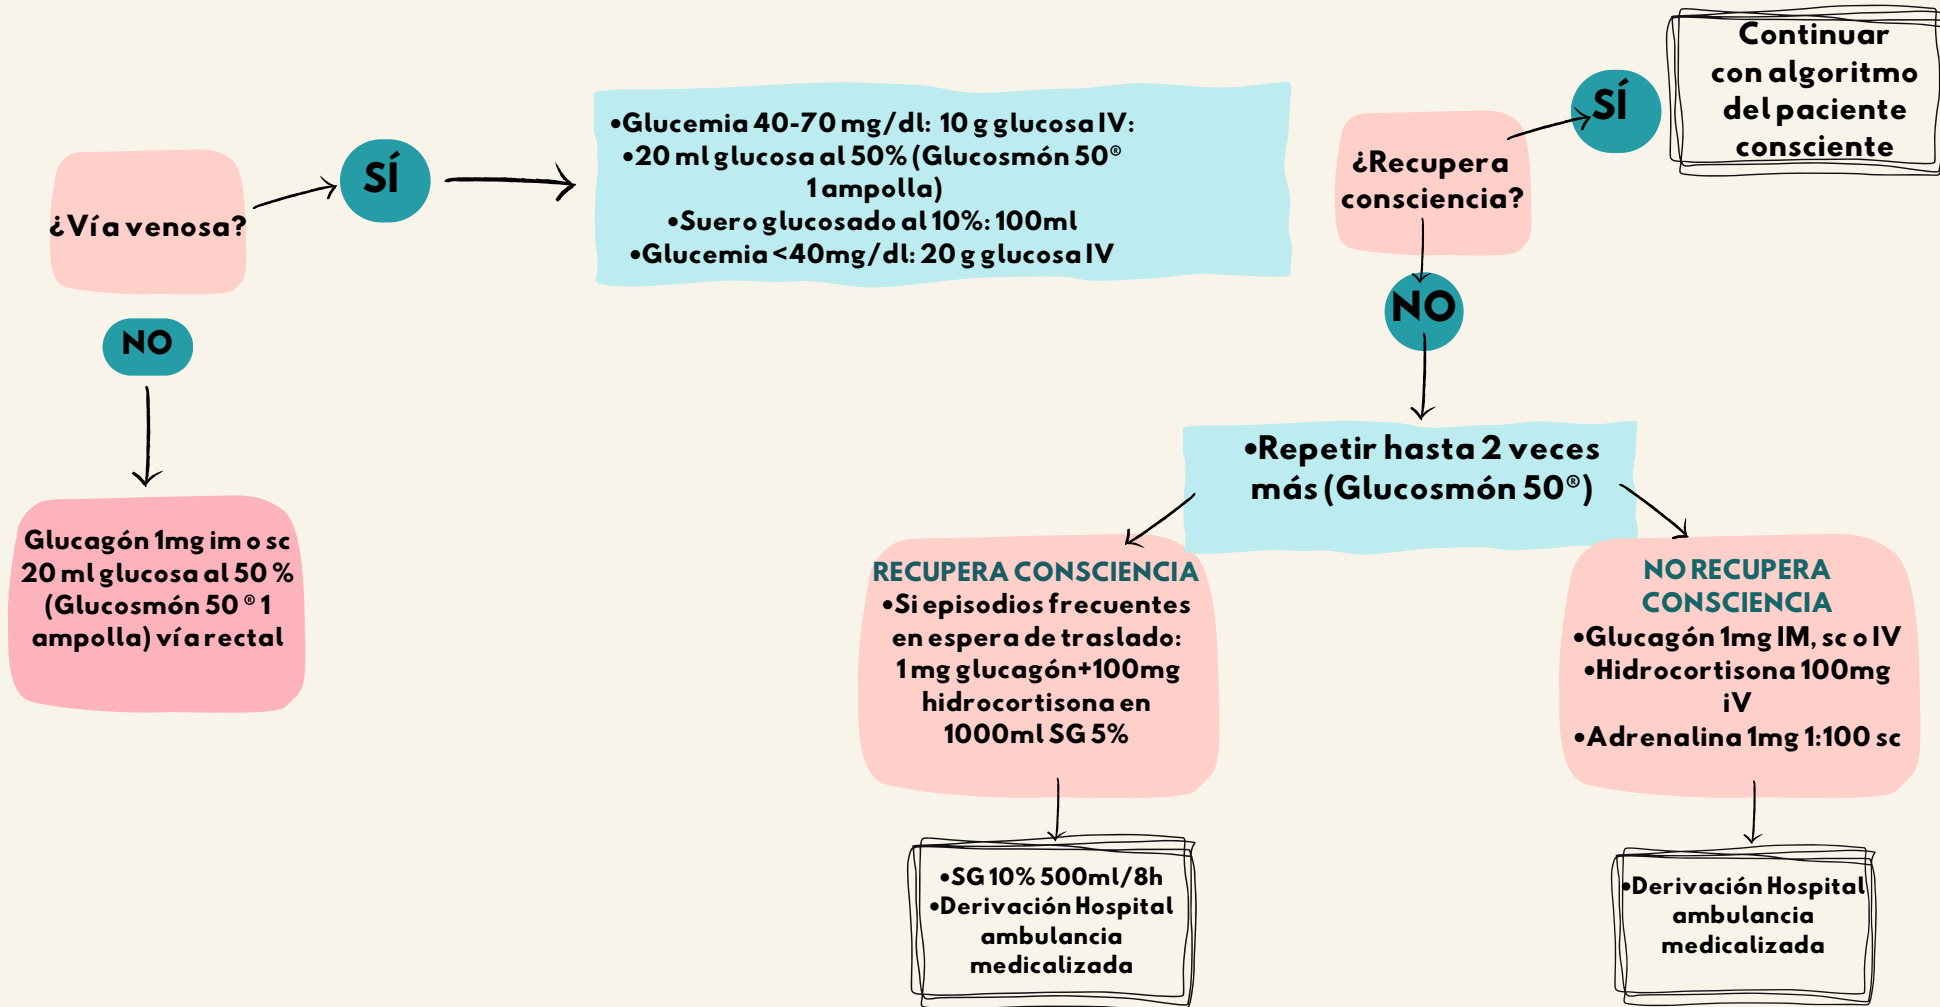 ¿Vía venosa?
SÍ
•Glucemia 40-70 mg/dl: 10 g glucosa IV:
•20 ml glucosa al 50% (Glucosmón 50®
1 ampolla)
•Suero glucosado al 10%: 100ml
•Glucemia <40mg/dl: 20 g glucosa IV
¿Recupera
consciencia?
SÍ
Continuar
con algoritmo
del paciente
consciente
NO
Glucagón 1mg im o sc
20 ml glucosa al 50 %
(Glucosmón 50 ® 1
ampolla) vía rectal
NO
•Repetir hasta 2 veces
más (Glucosmón 50®)
RECUPERA CONSCIENCIA
•Si episodios frecuentes
en espera de traslado:
1 mg glucagón+100mg
hidrocortisona en
1000ml SG 5%
•SG 10% 500ml/8h
•Derivación Hospital
ambulancia
medicalizada
NO RECUPERA
CONSCIENCIA
•Glucagón 1mg IM, sc o IV
•Hidrocortisona 100mg
iV
•Adrenalina 1mg 1:100 sc
•Derivación Hospital
ambulancia
medicalizada